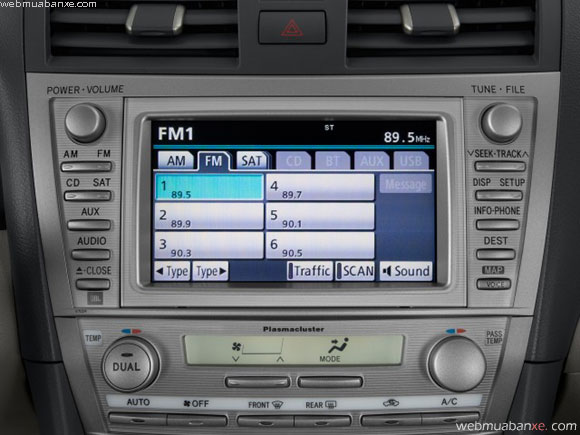 webmuabanxe.com
POWER·VOLUME
TUNE·FILE
AM FM
CD SAT
AUX
AUDIO
▲-CLOSE
JBL
FM1
ST
89.5MHz
AM FM SAT CD BT AUX USB
1 89.5
4 89.7
Message
2 89.9
5 90.1
3 90.3
6 90.5
◀Type Type▶ Traffic SCAN Sound
∨SEEK-TRACK∧
DISP SETUP
INFO-PHONE
DEST
MAP
VOICE
Plasmacluster
TEMP
PASS TEMP
DUAL
MODE
AUTO OFF FRONT REAR A/C
webmuabanxe.com